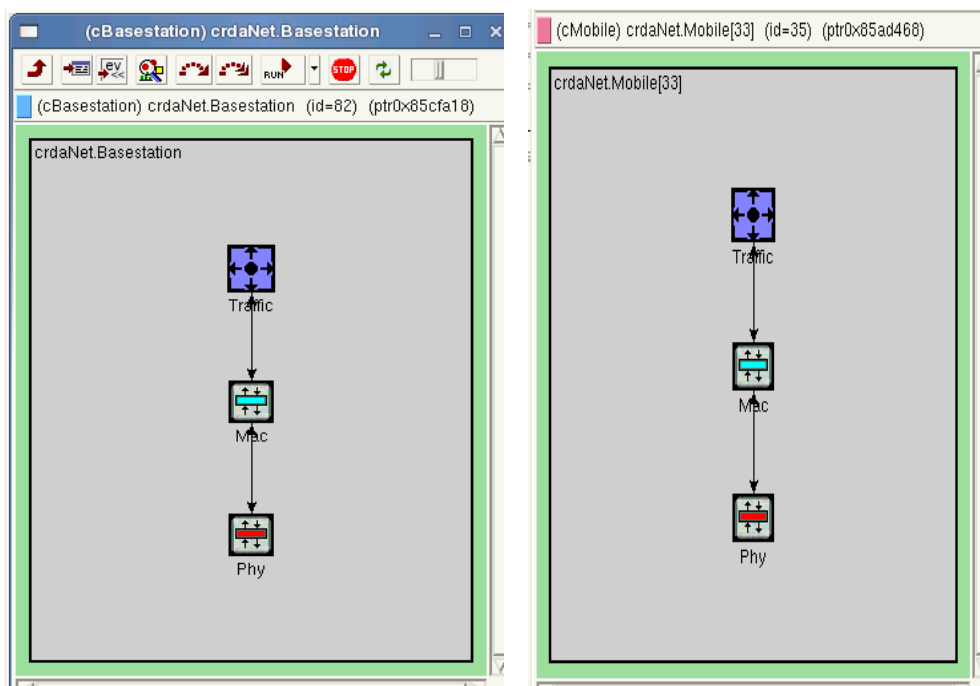 (cBasestation) crdaNet.Basestation
ev
<<
RUN
STOP
(cBasestation) crdaNet.Basestation (id=82) (ptr0x85cfa18)
crdaNet.Basestation
Traffic
Mac
Phy
(cMobile) crdaNet.Mobile[33] (id=35) (ptr0x85ad468)
crdaNet.Mobile[33]
Traffic
Mac
Phy